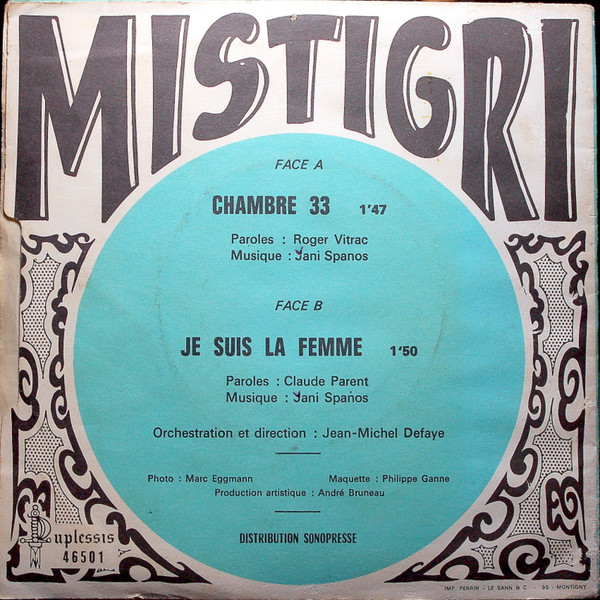 MISTIGRI
FACE A
CHAMBRE 33 1'47
Paroles : Roger Vitrac
Musique : Yani Spanos
FACE B
JE SUIS LA FEMME 1'50
Paroles : Claude Parent
Musique : Yani Spanos
Orchestration et direction : Jean-Michel Defaye
Photo : Marc Eggmann Maquette : Philippe Ganne
Production artistique : André Bruneau
DISTRIBUTION SONOPRESSE
Duplessis
46501
IMP. PERRIN - LE SANN & C - 95 - MONTIGNY